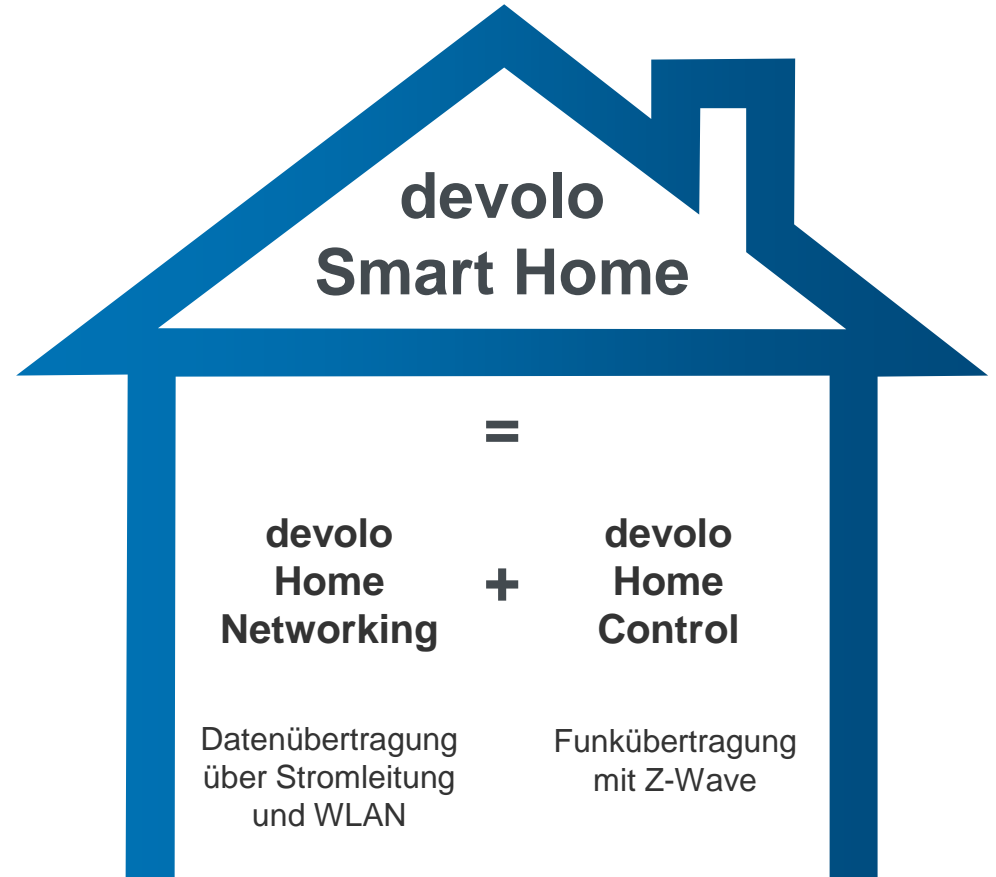 devolo
Smart Home
=
devolo
Home
Networking
+
devolo
Home
Control
Datenübertragung
über Stromleitung
und WLAN
Funkübertragung
mit Z-Wave